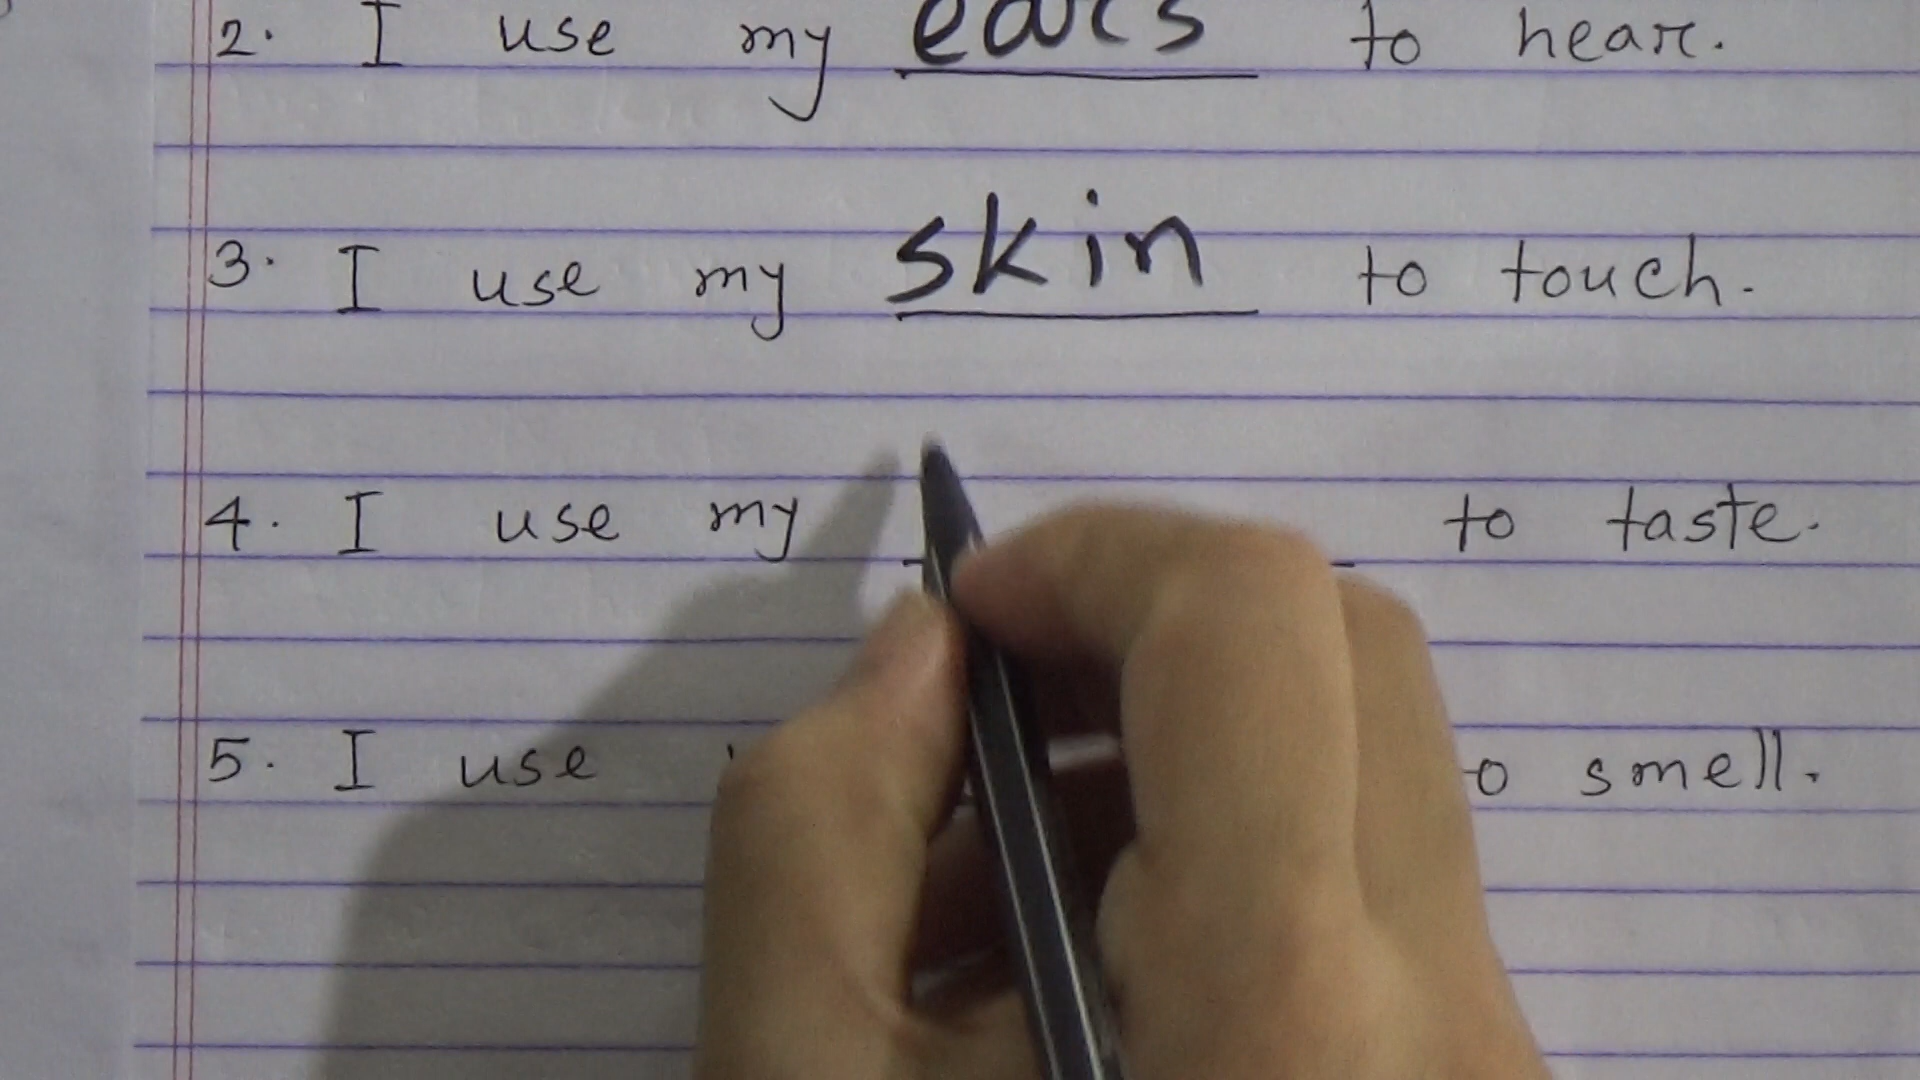 2. I use my ears to hear.
3. I use my skin to touch.
4. I use my to taste.
5. I use smell.